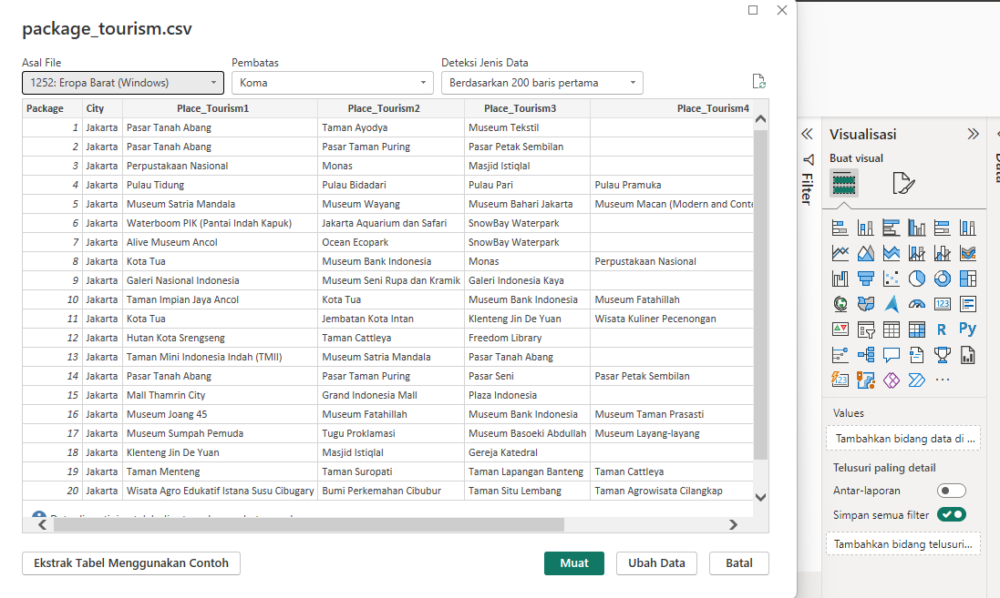 package_tourism.csv
Asal File
Pembatas
Deteksi Jenis Data
1252: Eropa Barat (Windows)
Koma
Berdasarkan 200 baris pertama
Package City Place_Tourism1 Place_Tourism2 Place_Tourism3 Place_Tourism4
1 Jakarta Pasar Tanah Abang Taman Ayodya Museum Tekstil
2 Jakarta Pasar Tanah Abang Pasar Taman Puring Pasar Petak Sembilan
3 Jakarta Perpustakaan Nasional Monas Masjid Istiqlal
4 Jakarta Pulau Tidung Pulau Bidadari Pulau Pari Pulau Pramuka
5 Jakarta Museum Satria Mandala Museum Wayang Museum Bahari Jakarta Museum Macan (Modern and Conte
6 Jakarta Waterboom PIK (Pantai Indah Kapuk) Jakarta Aquarium dan Safari SnowBay Waterpark
7 Jakarta Alive Museum Ancol Ocean Ecopark SnowBay Waterpark
8 Jakarta Kota Tua Museum Bank Indonesia Monas Perpustakaan Nasional
9 Jakarta Galeri Nasional Indonesia Museum Seni Rupa dan Kramik Galeri Indonesia Kaya
10 Jakarta Taman Impian Jaya Ancol Kota Tua Museum Bank Indonesia Museum Fatahillah
11 Jakarta Kota Tua Jembatan Kota Intan Klenteng Jin De Yuan Wisata Kuliner Pecenongan
12 Jakarta Hutan Kota Srengseng Taman Cattleya Freedom Library
13 Jakarta Taman Mini Indonesia Indah (TMII) Museum Satria Mandala Pasar Tanah Abang
14 Jakarta Pasar Tanah Abang Pasar Taman Puring Pasar Seni Pasar Petak Sembilan
15 Jakarta Mall Thamrin City Grand Indonesia Mall Plaza Indonesia
16 Jakarta Museum Joang 45 Museum Fatahillah Museum Bank Indonesia Museum Taman Prasasti
17 Jakarta Museum Sumpah Pemuda Tugu Proklamasi Museum Basoeki Abdullah Museum Layang-layang
18 Jakarta Klenteng Jin De Yuan Masjid Istiqlal Gereja Katedral
19 Jakarta Taman Menteng Taman Suropati Taman Lapangan Banteng Taman Cattleya
20 Jakarta Wisata Agro Edukatif Istana Susu Cibugary Bumi Perkemahan Cibubur Taman Situ Lembang Taman Agrowisata Cilangkap
Ekstrak Tabel Menggunakan Contoh
Muat
Ubah Data
Batal
Filter
Visualisasi
Buat visual
123
R
Py
123
Values
Tambahkan bidang data di ...
Telusuri paling detail
Antar-laporan
Simpan semua filter
Tambahkan bidang telusuri...